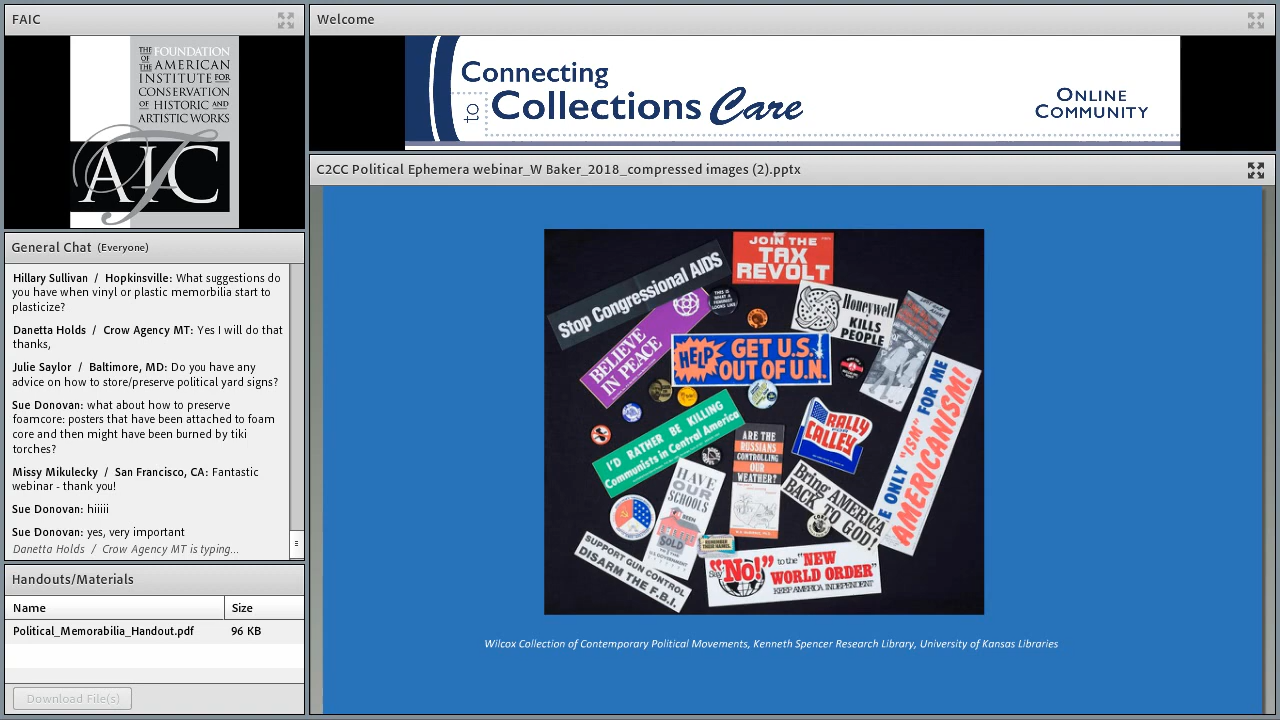 FAIC
THE FOUNDATION
OF THE AMERICAN
INSTITUTE FOR
CONSERVATION
OF HISTORIC AND
ARTISTIC WORKS
AIC
General Chat (Everyone)
Hillary Sullivan / Hopkinsville: What suggestions do
you have when vinyl or plastic memorbilia start to
planicize?
Danetta Holds / Crow Agency MT: Yes I will do that
thanks,
Julie Saylor / Baltimore, MD: Do you have any
advice on how to store/preserve political yard signs?
Sue Donovan: what about how to preserve
foamcore: posters that have been attached to foam
core and then might have been burned by tiki
torches?
Missy Mikulecky / San Francisco, CA: Fantastic
webinar- thank you!
Sue Donovan: hiiiii
Sue Donovan: yes, very important
Danetta Holds / Crow Agency MT is typing...
Handouts/Materials
Name Size
Political_Memorabilia_Handout.pdf 96 KB
Download File(s)
Welcome
Connecting
to Collections Care
ONLINE
COMMUNITY
C2CC Political Ephemera webinar_W Baker_2018_compressed images (2).pptx
Stop Congressional AIDS
JOIN THE
TAX
REVOLT
THIS IS
WHAT A
FEMINIST
LOOKS LIKE
Honeywell
KILLS
PEOPLE
BELIEVE
IN PEACE
HELP
GET U.S.
OUT OF U.N.
E ONLY "ISM" FOR ME
AMERICANISM!
I'D RATHER BE KILLING
Communists in Central America
RALLY
CALLEY
ARE THE
RUSSIANS
CONTROLLING
OUR
WEATHER?
HAVE
OUR
SCHOOLS
BEEN
SOLD
Bring AMERICA
BACK TO GOD!
SUPPORT GUN CONTROL
DISARM THE F.B.I.
Say "No!" to the "NEW
WORLD ORDER"
KEEP AMERICA INDEPENDENT
Wilcox Collection of Contemporary Political Movements, Kenneth Spencer Research Library, University of Kansas Libraries